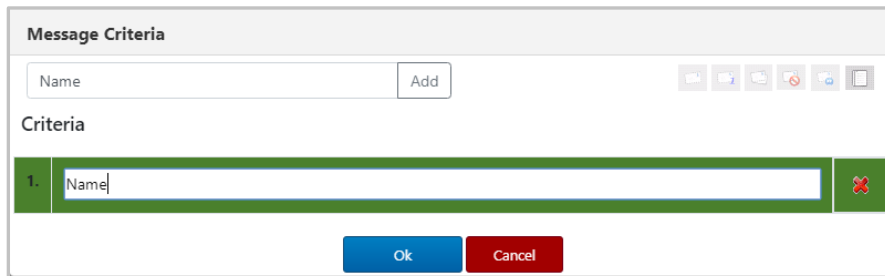 Message Criteria
Name Add
Criteria
1. Name
Ok Cancel